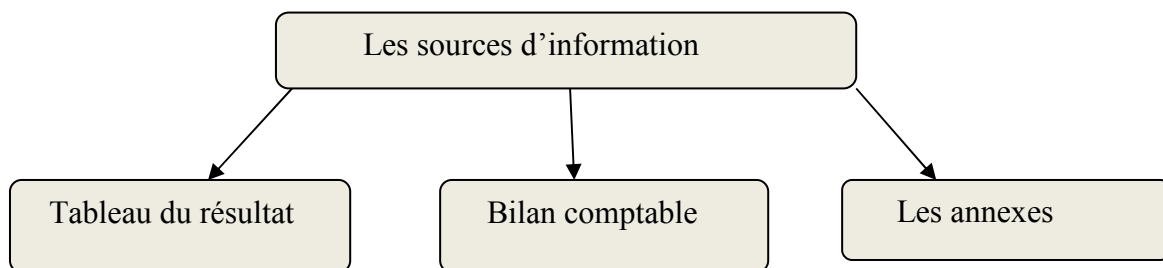 Les sources d’information
Tableau du résultat
Bilan comptable
Les annexes